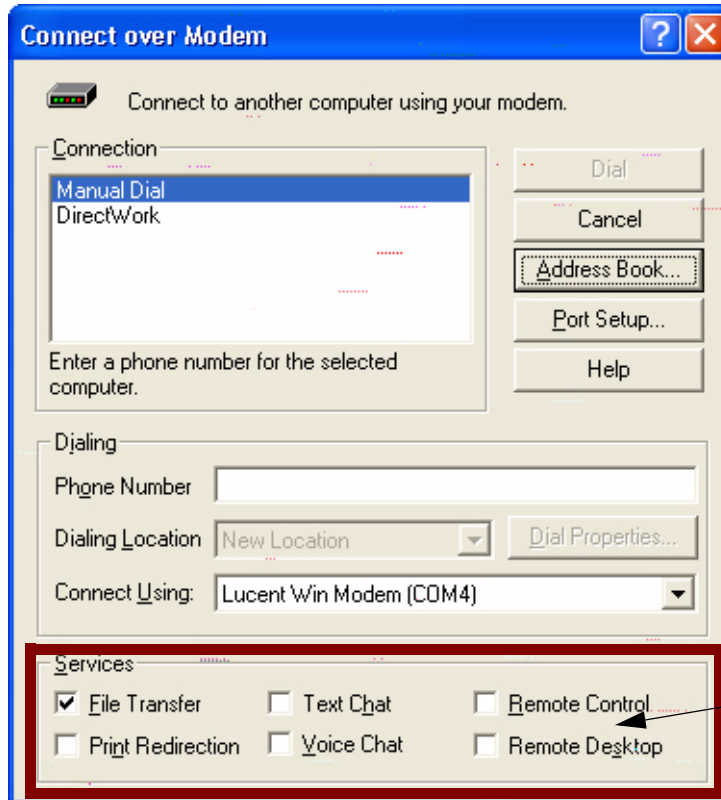 Connect over Modem
Connect to another computer using your modem.
Connection
Manual Dial
DirectWork
Enter a phone number for the selected
computer.
Dial
Cancel
Address Book...
Port Setup...
Help
Dialing
Phone Number
Dialing Location New Location Dial Properties...
Connect Using: Lucent Win Modem (COM4)
Services
File Transfer Text Chat Remote Control
Print Redirection Voice Chat Remote Desktop